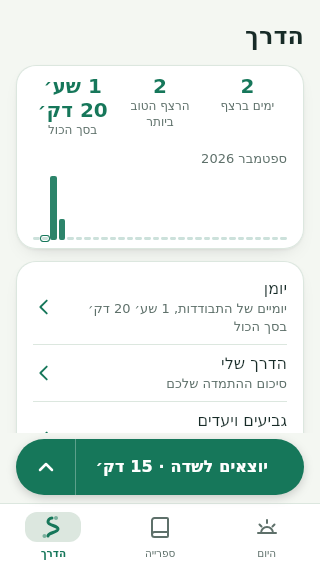 הדרך
2
ימים ברצף
2
הרצף הטוב
ביותר
1 שע׳
20 דק׳
בסך הכול
ספטמבר 2026
יומן
יומיים של התבודדות, 1 שע׳ 20 דק׳
בסך הכול
הדרך שלי
סיכום ההתמדה שלכם
גביעים ויעדים
יוצאים לשדה · 15 דק׳
היום
ספרייה
הדרך